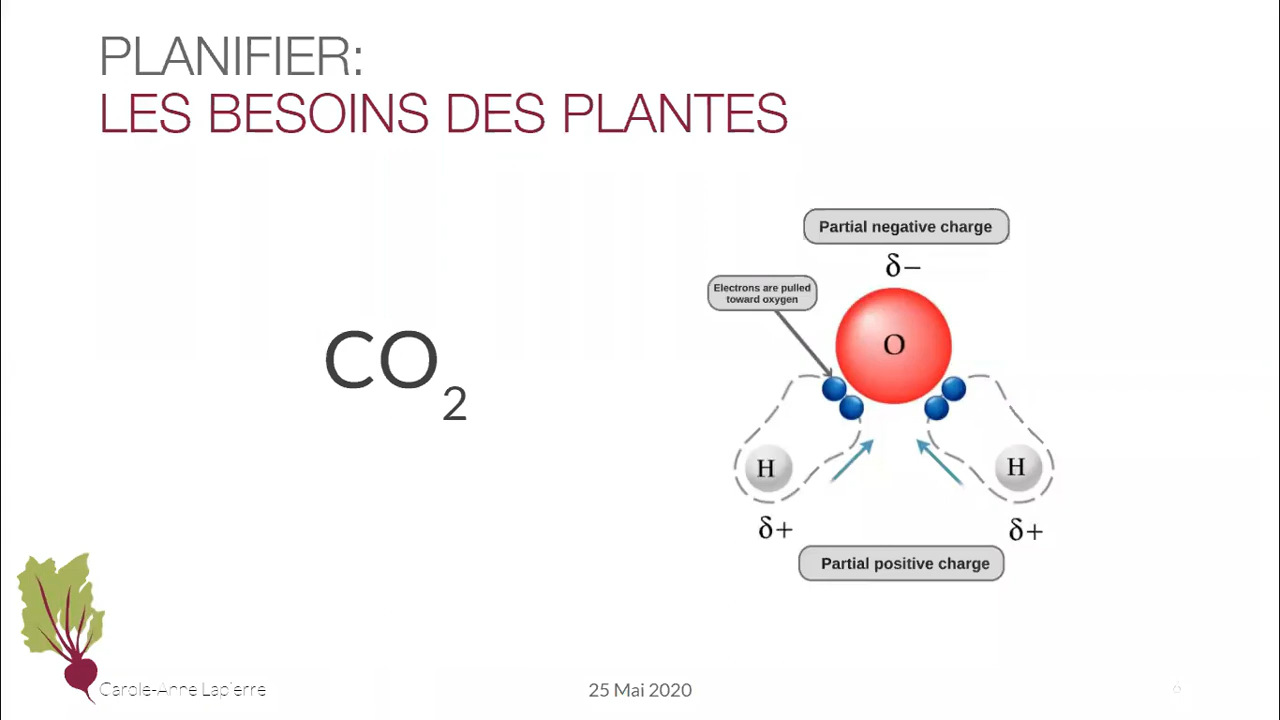 PLANIFIER:
LES BESOINS DES PLANTES
CO2
Partial negative charge
δ–
Electrons are pulled
toward oxygen
O
H
H
δ+
δ+
Partial positive charge
Carole-Anne Lapierre
25 Mai 2020
6